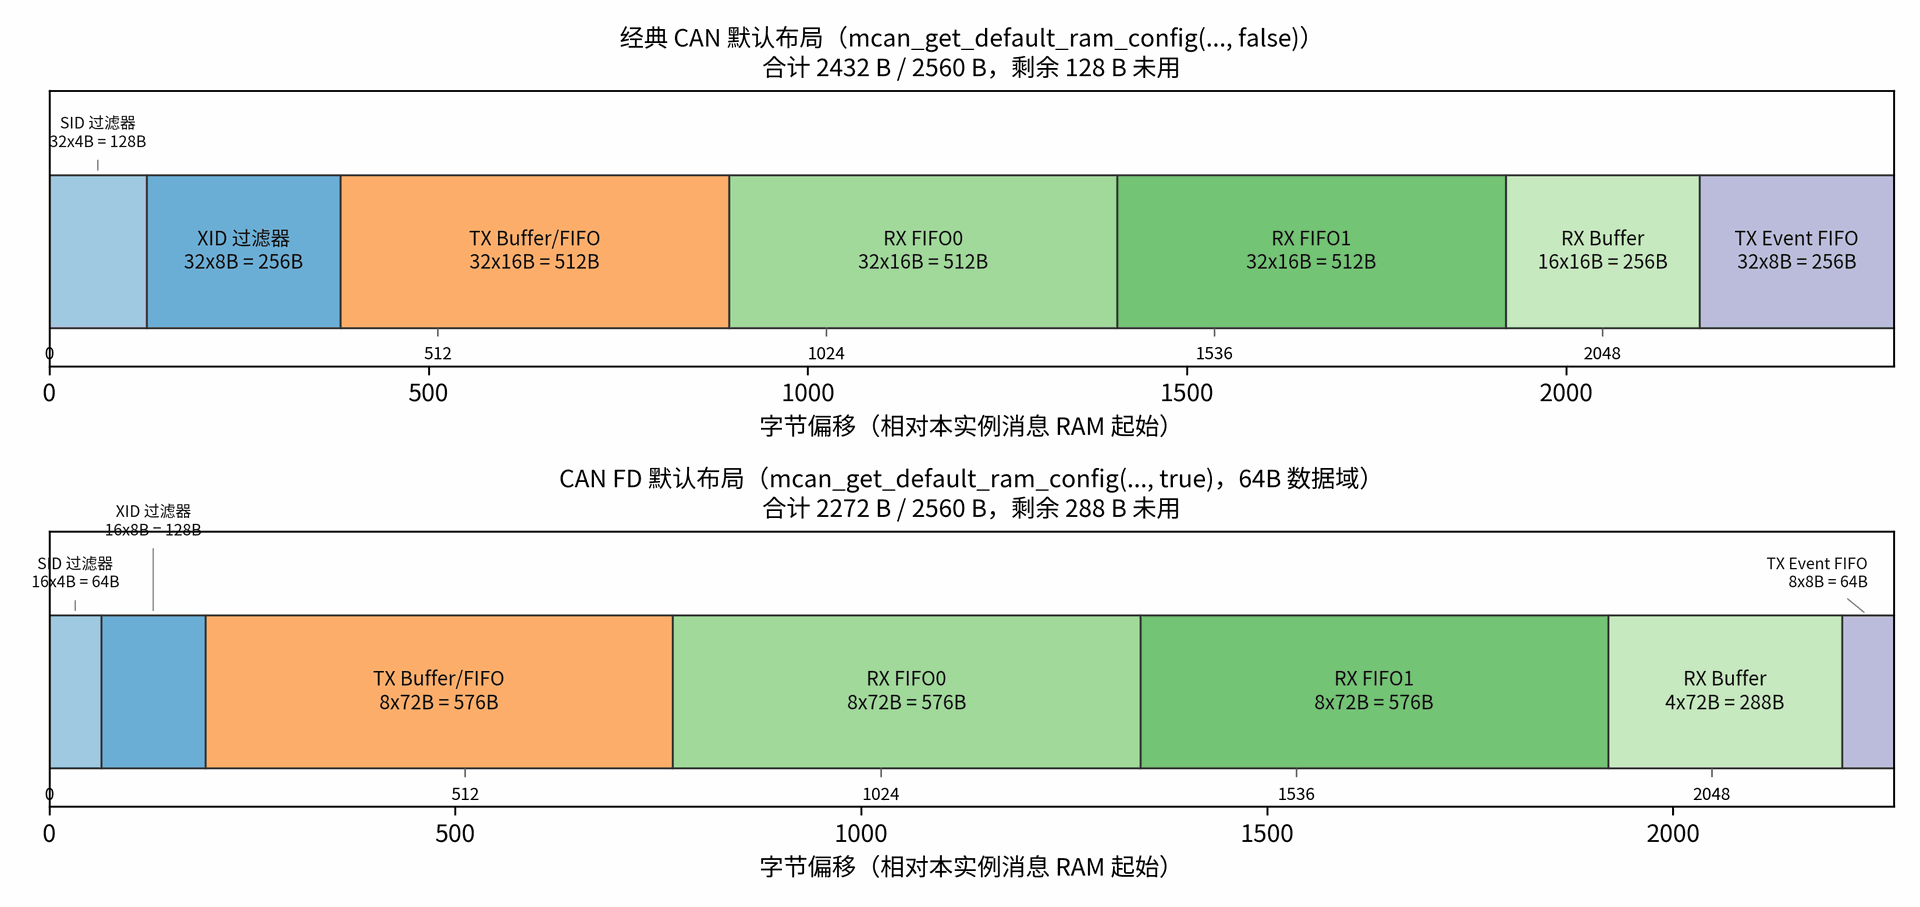 经典 CAN 默认布局（mcan_get_default_ram_config(..., false)）
合计 2432 B / 2560 B，剩余 128 B 未用
SID 过滤器
32x4B = 128B
XID 过滤器
32x8B = 256B
TX Buffer/FIFO
32x16B = 512B
RX FIFO0
32x16B = 512B
RX FIFO1
32x16B = 512B
RX Buffer
16x16B = 256B
TX Event FIFO
32x8B = 256B
0 512 1024 1536 2048
0 500 1000 1500 2000
字节偏移（相对本实例消息 RAM 起始）
CAN FD 默认布局（mcan_get_default_ram_config(..., true)，64B 数据域）
合计 2272 B / 2560 B，剩余 288 B 未用
XID 过滤器
16x8B = 128B
SID 过滤器
16x4B = 64B
TX Event FIFO
8x8B = 64B
TX Buffer/FIFO
8x72B = 576B
RX FIFO0
8x72B = 576B
RX FIFO1
8x72B = 576B
RX Buffer
4x72B = 288B
0 512 1024 1536 2048
0 500 1000 1500 2000
字节偏移（相对本实例消息 RAM 起始）